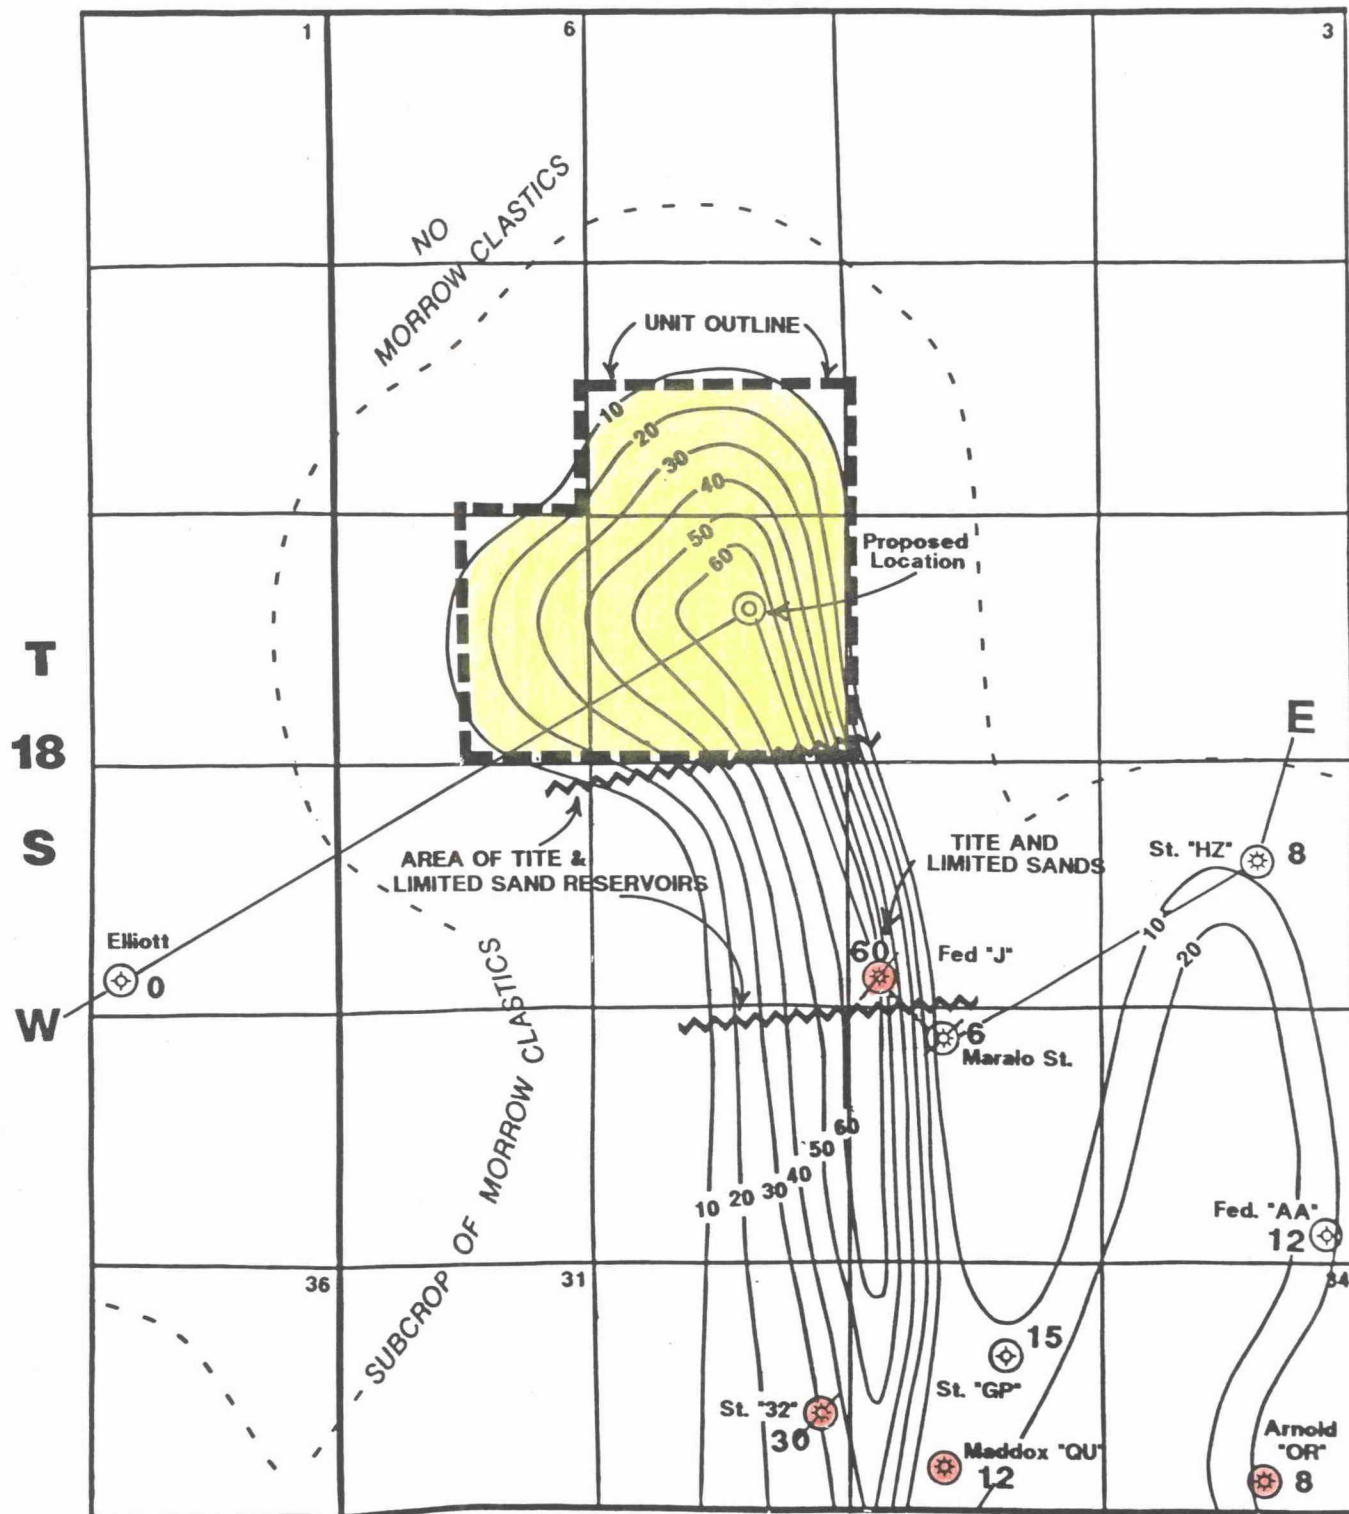 1
6
3
NO
MORROW CLASTICS
UNIT OUTLINE
10
20
30
40
50
60
Proposed
Location
T
18
S
W
E
AREA OF TITE &
LIMITED SAND RESERVOIRS
TITE AND
LIMITED SANDS
St. "HZ"
8
10
20
Elliott
0
60
Fed "J"
6
Maralo St.
SUBCROP OF MORROW CLASTICS
10
20
30
40
50
60
Fed. "AA"
12
36
31
34
15
St. "GP"
St. "32"
30
Maddox "QU"
12
Arnold
"OR"
8